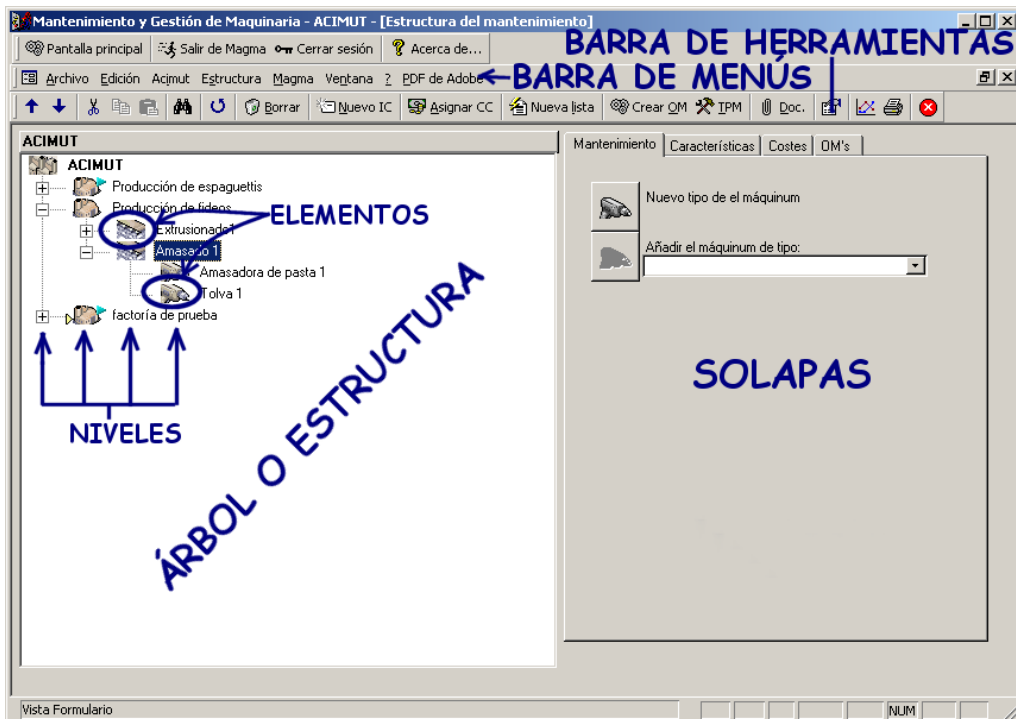 Mantenimiento y Gestión de Maquinaria - ACIMUT - [Estructura del mantenimiento]
Pantalla principal Salir de Magma Cerrar sesión Acerca de...
BARRA DE HERRAMIENTAS
Archivo Edición Acimut Estructura Magma Ventana ? PDF de Adobe
BARRA DE MENÚS
Borrar Nuevo IC Asignar CC Nueva lista Crear OM TPM Doc.
ACIMUT
Mantenimiento Características Costes OM's
ACIMUT
Producción de espaguettis
Producción de fideos
ELEMENTOS
Extrusionado1
Amasado 1
Amasadora de pasta 1
Tolva 1
factoría de prueba
NIVELES
ÁRBOL O ESTRUCTURA
Nuevo tipo de el máquinum
Añadir el máquinum de tipo:
SOLAPAS
Vista Formulario NUM